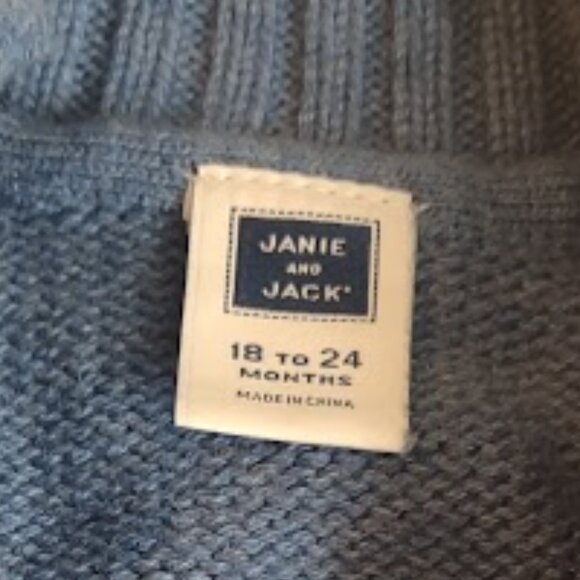 JANIE
AND
JACK®
18 TO 24
MONTHS
MADE IN CHINA